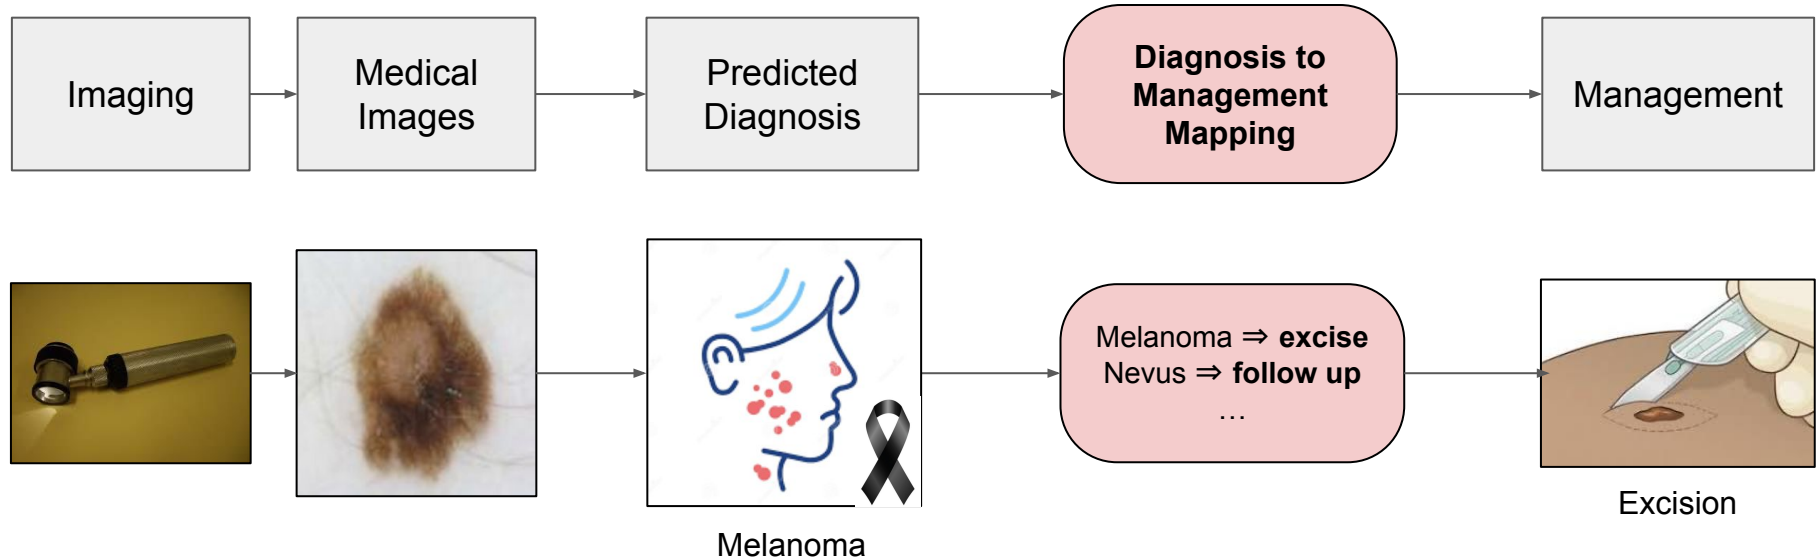 Imaging
Medical
Images
Predicted
Diagnosis
Diagnosis to
Management
Mapping
Management
Melanoma ⇒ excise
Nevus ⇒ follow up
…
Melanoma
Excision